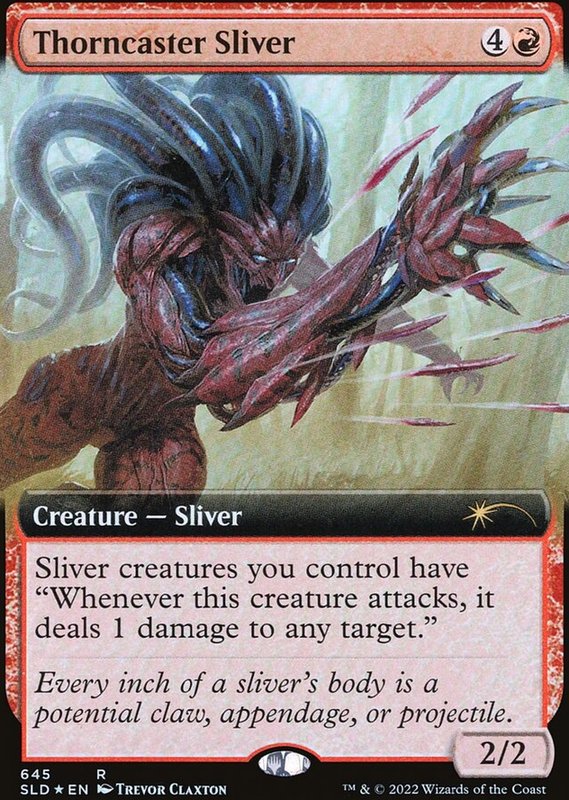 Thorncaster Sliver 4
Creature — Sliver
Sliver creatures you control have
“Whenever this creature attacks, it
deals 1 damage to any target.”
Every inch of a sliver’s body is a
potential claw, appendage, or projectile.
2/2
645 R
SLD ★ EN Trevor Claxton
™ & © 2022 Wizards of the Coast